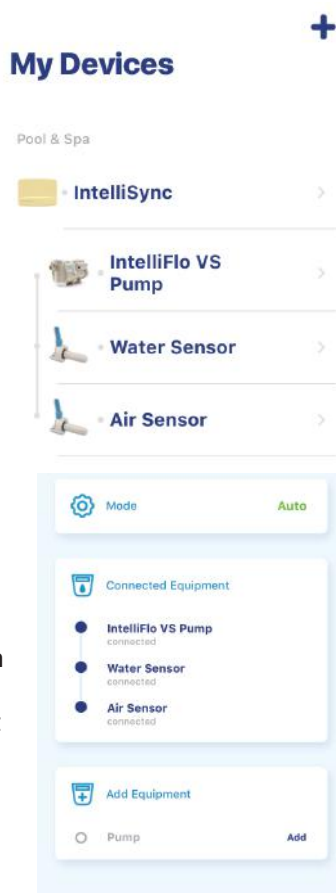 +
My Devices
Pool & Spa
IntelliSync
IntelliFlo VS
Pump
Water Sensor
Air Sensor
Mode Auto
Connected Equipment
IntelliFlo VS Pump
connected
Water Sensor
connected
Air Sensor
connected
Add Equipment
Pump Add